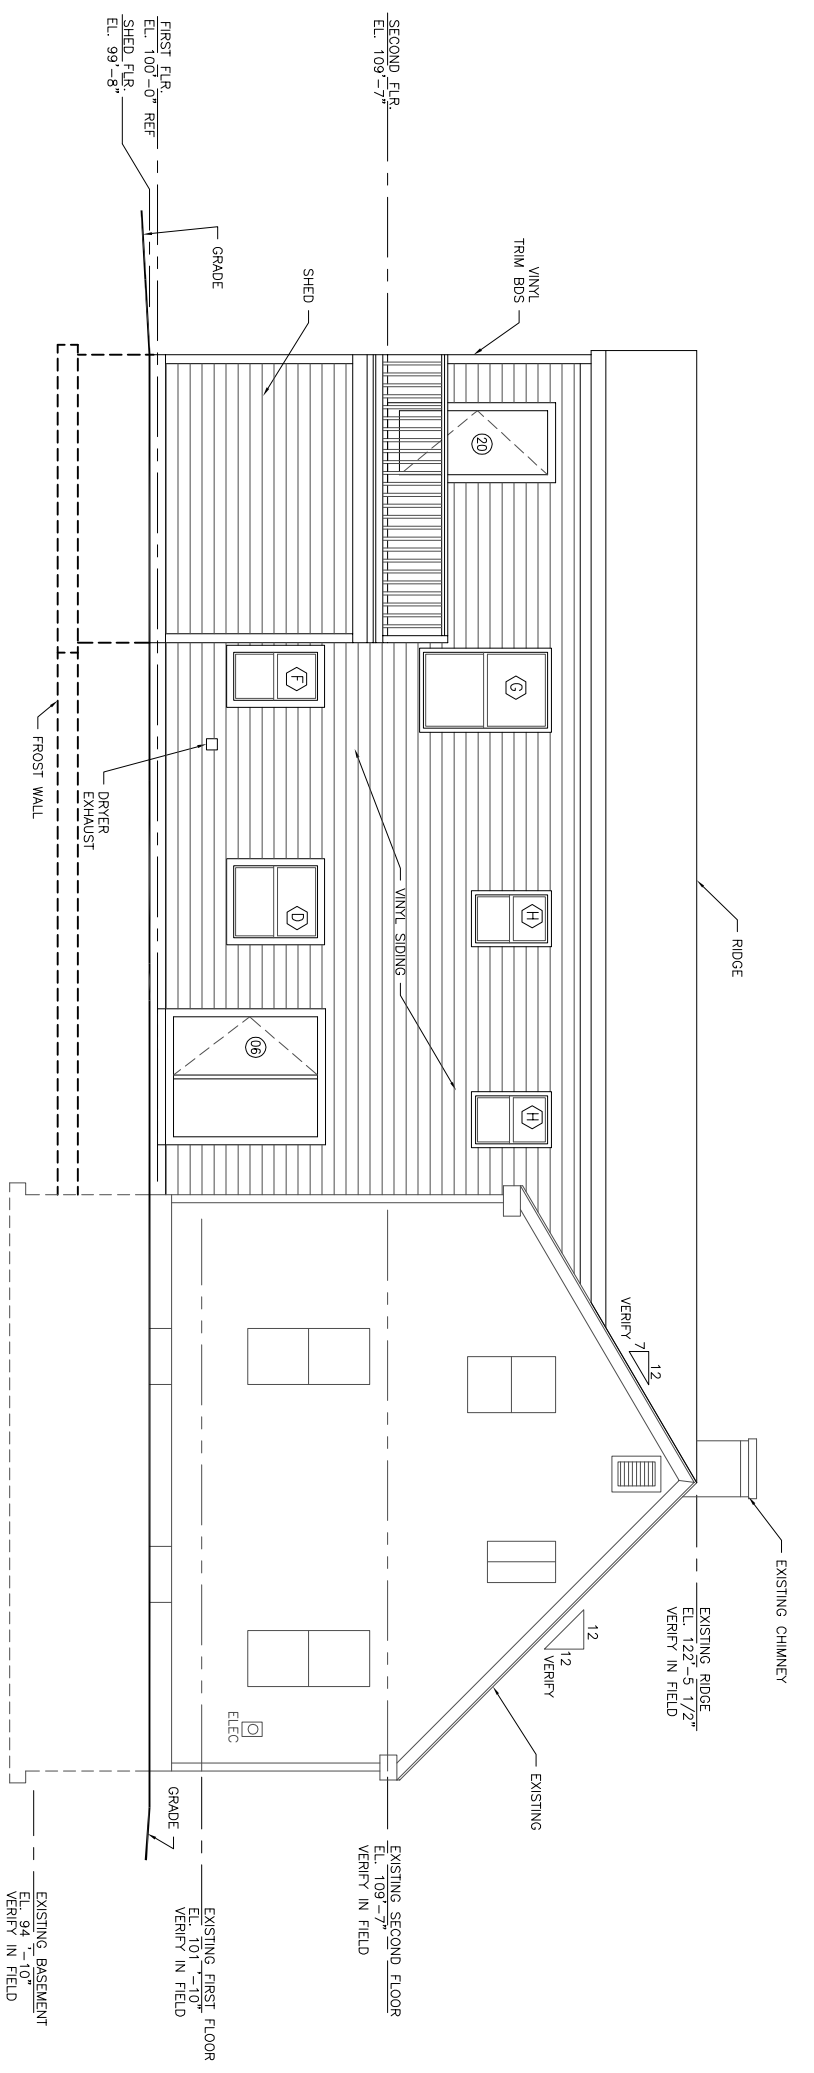 FIRST FLR.
EL. 100'-0" REF
SHED FLR.
EL. 99'-8"
SECOND FLR.
EL. 109'-7"
GRADE
SHED
VINYL
TRIM BDS
20
F
G
FROST WALL
DRYER
EXHAUST
D
VINYL SIDING
H
RIDGE
06
H
VERIFY
7
12
EXISTING CHIMNEY
EXISTING RIDGE
EL. 122'-5 1/2"
VERIFY IN FIELD
12
12
VERIFY
EXISTING
ELEC
GRADE
EXISTING SECOND FLOOR
EL. 109'-7"
VERIFY IN FIELD
EXISTING FIRST FLOOR
EL. 101 '-10"
VERIFY IN FIELD
EXISTING BASEMENT
EL. 94 '-10"
VERIFY IN FIELD